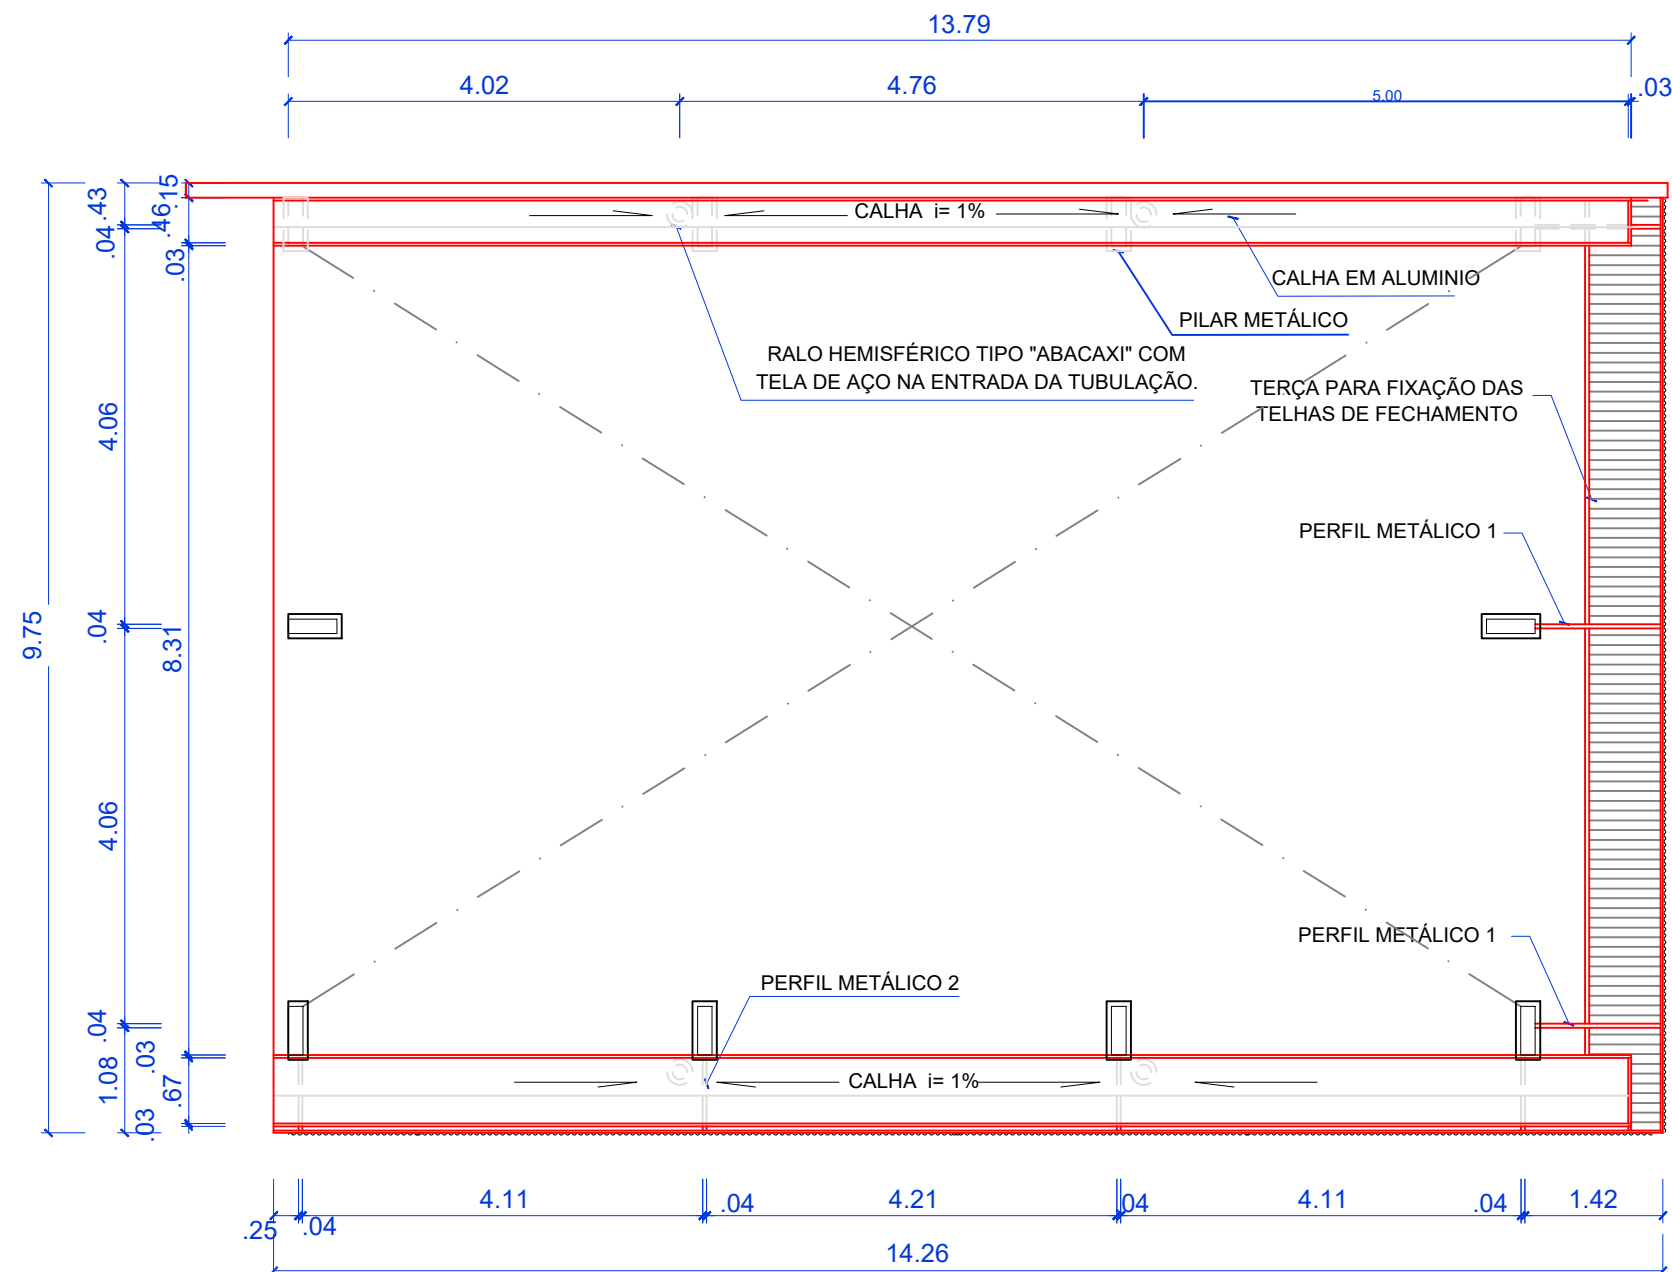 13.79
4.02
4.76
5.00
.03
.43
.15
.46
.04
.03
CALHA i= 1%
CALHA EM ALUMINIO
PILAR METÁLICO
RALO HEMISFÉRICO TIPO "ABACAXI" COM
TELA DE AÇO NA ENTRADA DA TUBULAÇÃO.
TERÇA PARA FIXAÇÃO DAS
TELHAS DE FECHAMENTO
4.06
PERFIL METÁLICO 1
9.75
.04
8.31
4.06
PERFIL METÁLICO 1
PERFIL METÁLICO 2
.04
.03
1.08
.67
.03
CALHA i= 1%
.25
.04
4.11
.04
4.21
.04
4.11
.04
1.42
14.26